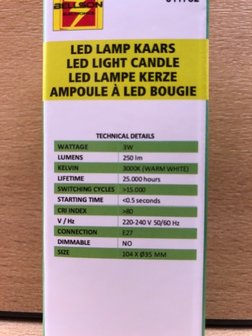 BELLSON
LED LAMP KAARS
LED LIGHT CANDLE
LED LAMPE KERZE
AMPOULE À LED BOUGIE
TECHNICAL DETAILS
WATTAGE 3W
LUMENS 250 lm
KELVIN 3000K (WARM WHITE)
LIFETIME 25.000 hours
SWITCHING CYCLES >15.000
STARTING TIME <0.5 seconds
CRI INDEX >80
V / Hz 220-240 V 50/60 Hz
CONNECTION E27
DIMMABLE NO
SIZE 104 X Ø35 MM